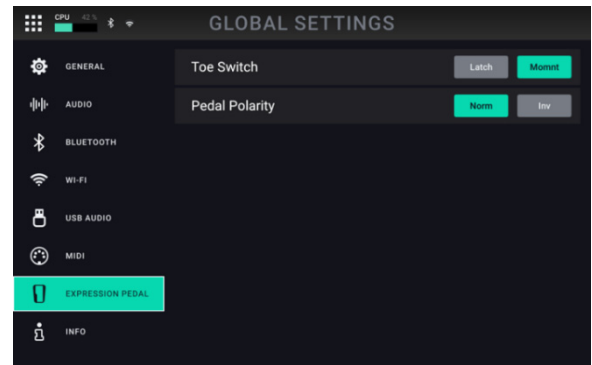 CPU 42%
GLOBAL SETTINGS
GENERAL
AUDIO
BLUETOOTH
WI-FI
USB AUDIO
MIDI
EXPRESSION PEDAL
INFO
Toe Switch Latch Momnt
Pedal Polarity Norm Inv